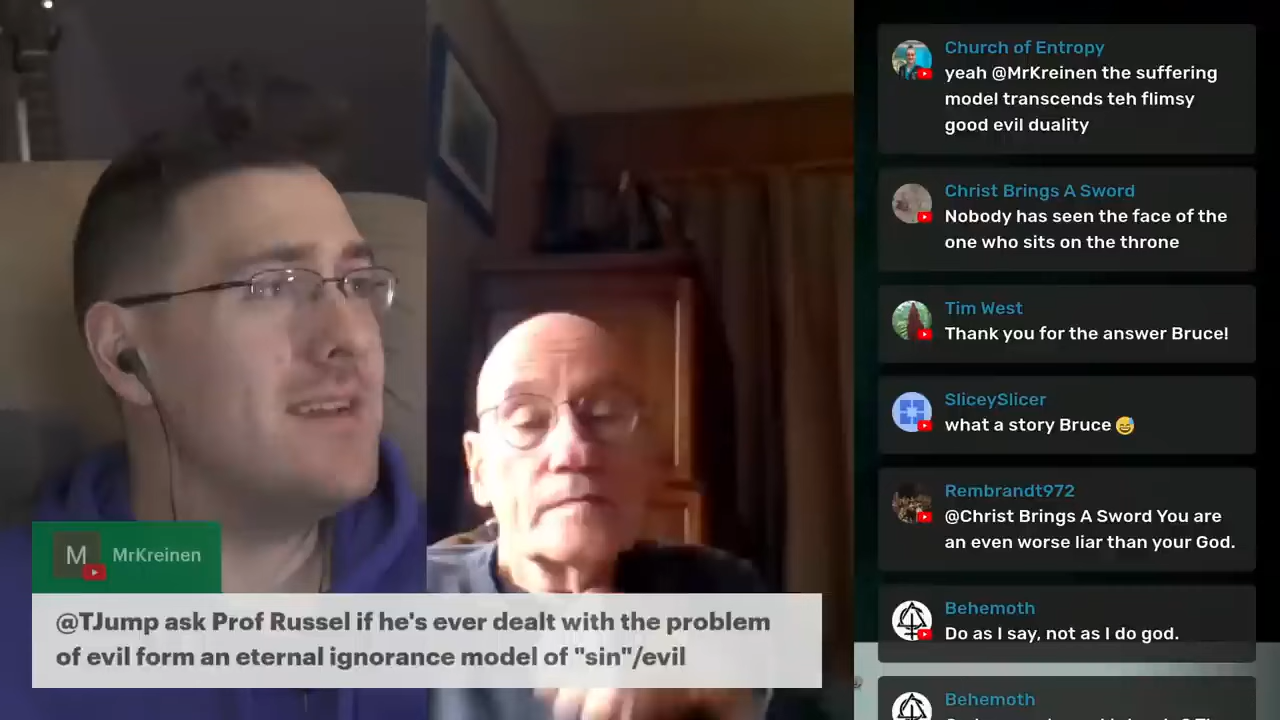 M MrKreinen
@TJump ask Prof Russel if he's ever dealt with the problem
of evil form an eternal ignorance model of "sin"/evil
Church of Entropy
yeah @MrKreinen the suffering
model transcends teh flimsy
good evil duality
Christ Brings A Sword
Nobody has seen the face of the
one who sits on the throne
Tim West
Thank you for the answer Bruce!
SliceySlicer
what a story Bruce 😅
Rembrandt972
@Christ Brings A Sword You are
an even worse liar than your God.
Behemoth
Do as I say, not as I do god.
Behemoth